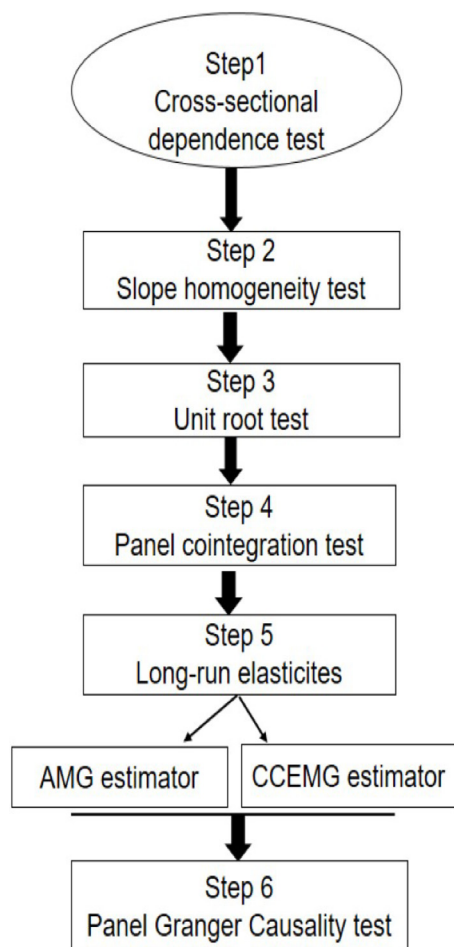 Step1
Cross-sectional
dependence test
Step 2
Slope homogeneity test
Step 3
Unit root test
Step 4
Panel cointegration test
Step 5
Long-run elasticites
AMG estimator
CCEMG estimator
Step 6
Panel Granger Causality test